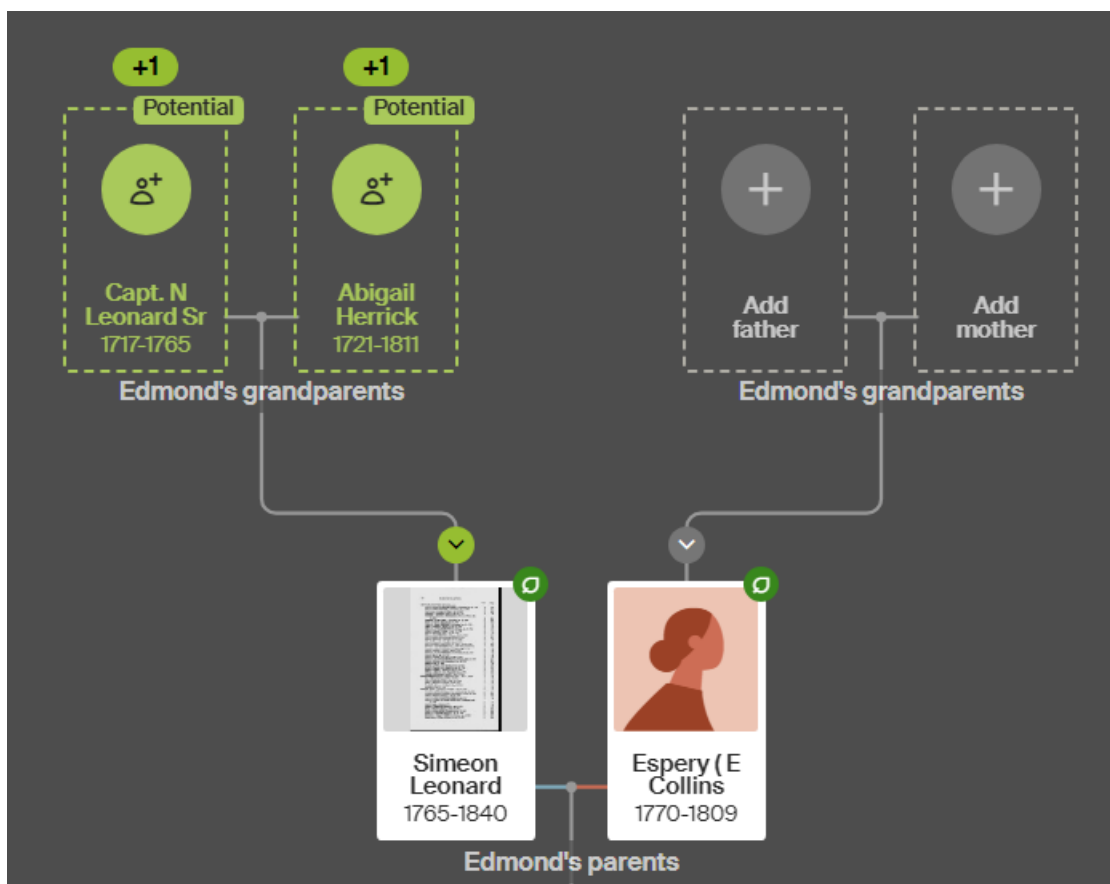 +1
+1
Potential
Potential
Capt. N
Leonard Sr
1717-1765
Abigail
Herrick
1721-1811
Add
father
Add
mother
Edmond's grandparents
Edmond's grandparents
Simeon
Leonard
1765-1840
Espery ( E
Collins
1770-1809
Edmond's parents